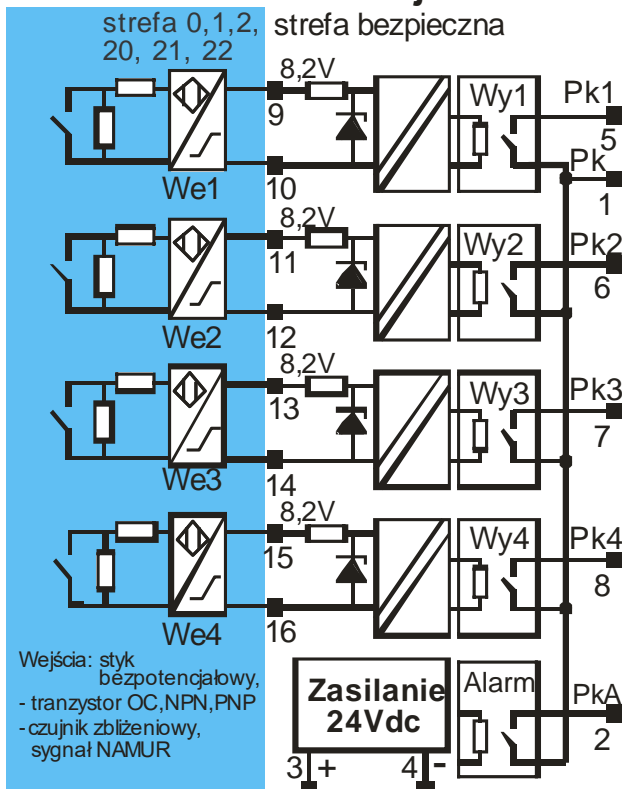 strefa 0,1,2,
20, 21, 22
strefa bezpieczna
8,2V
9
10
We1
Wy1
Pk1
5
Pk
1
8,2V
11
12
We2
Wy2
Pk2
6
8,2V
13
14
We3
Wy3
Pk3
7
8,2V
15
16
We4
Wy4
Pk4
8
Wejścia: styk
bezpotencjałowy,
- tranzystor OC,NPN,PNP
- czujnik zbliżeniowy,
sygnał NAMUR
Zasilanie
24Vdc
3 +
4 -
Alarm
PkA
2